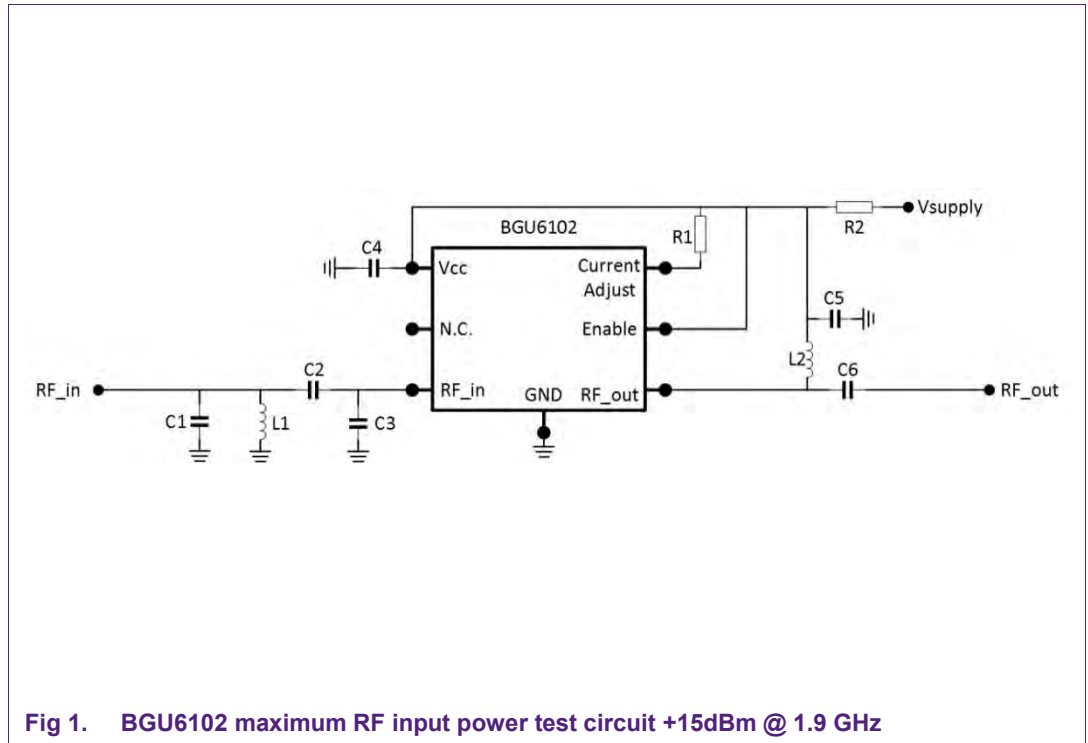 Vsupply
R2
BGU6102
R1
C4
Vcc
Current
Adjust
C5
N.C.
Enable
L2
C2
C6
RF_in
RF_in
GND
RF_out
RF_out
C1
L1
C3
Fig 1. BGU6102 maximum RF input power test circuit +15dBm @ 1.9 GHz